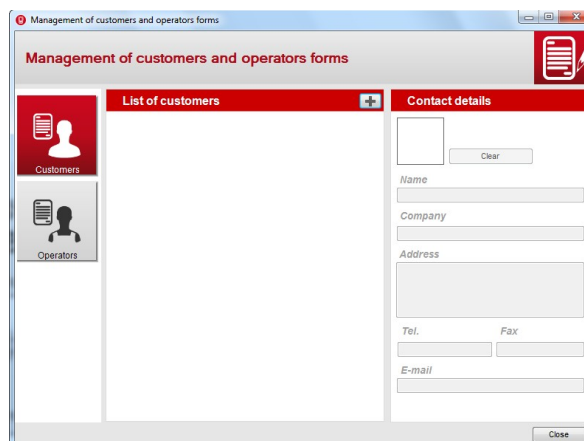 Management of customers and operators forms
Management of customers and operators forms
Customers
Operators
List of customers
Contact details
Clear
Name
Company
Address
Tel. Fax
E-mail
Close